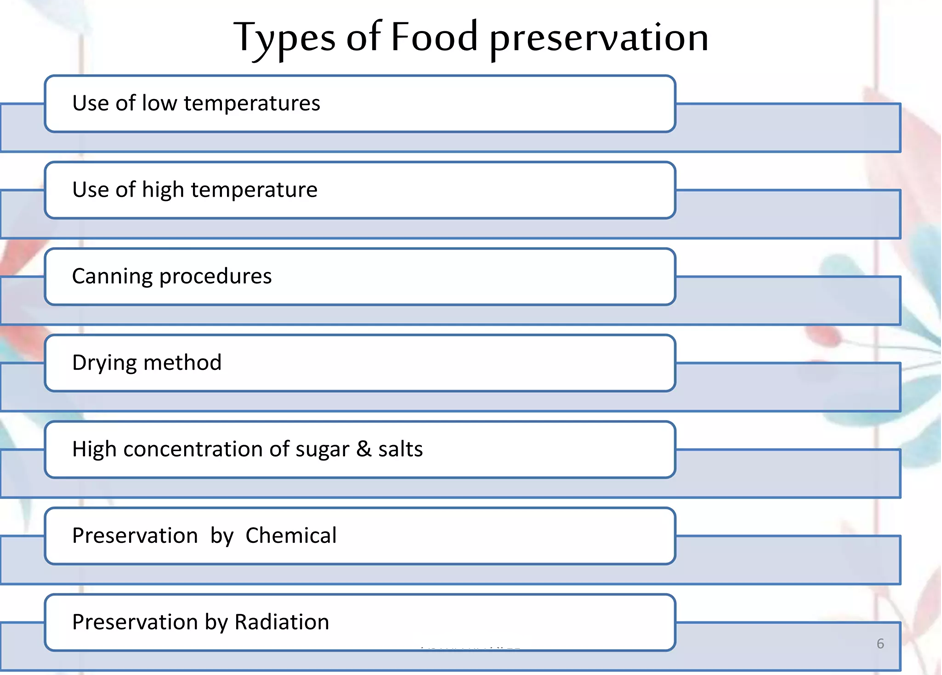 Types of Food preservation
Use of low temperatures
Use of high temperature
Canning procedures
Drying method
High concentration of sugar & salts
Preservation by Chemical
Preservation by Radiation
6